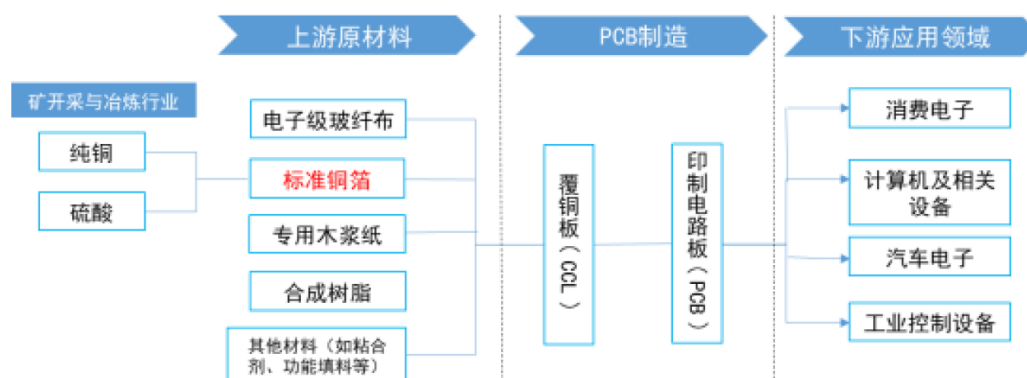 上游原材料
PCB制造
下游应用领域
矿开采与冶炼行业
纯铜
硫酸
电子级玻纤布
标准铜箔
专用木浆纸
合成树脂
其他材料（如粘合
剂、功能填料等）
覆铜板（CCL）
印制电路板（PCB）
消费电子
计算机及相关
设备
汽车电子
工业控制设备